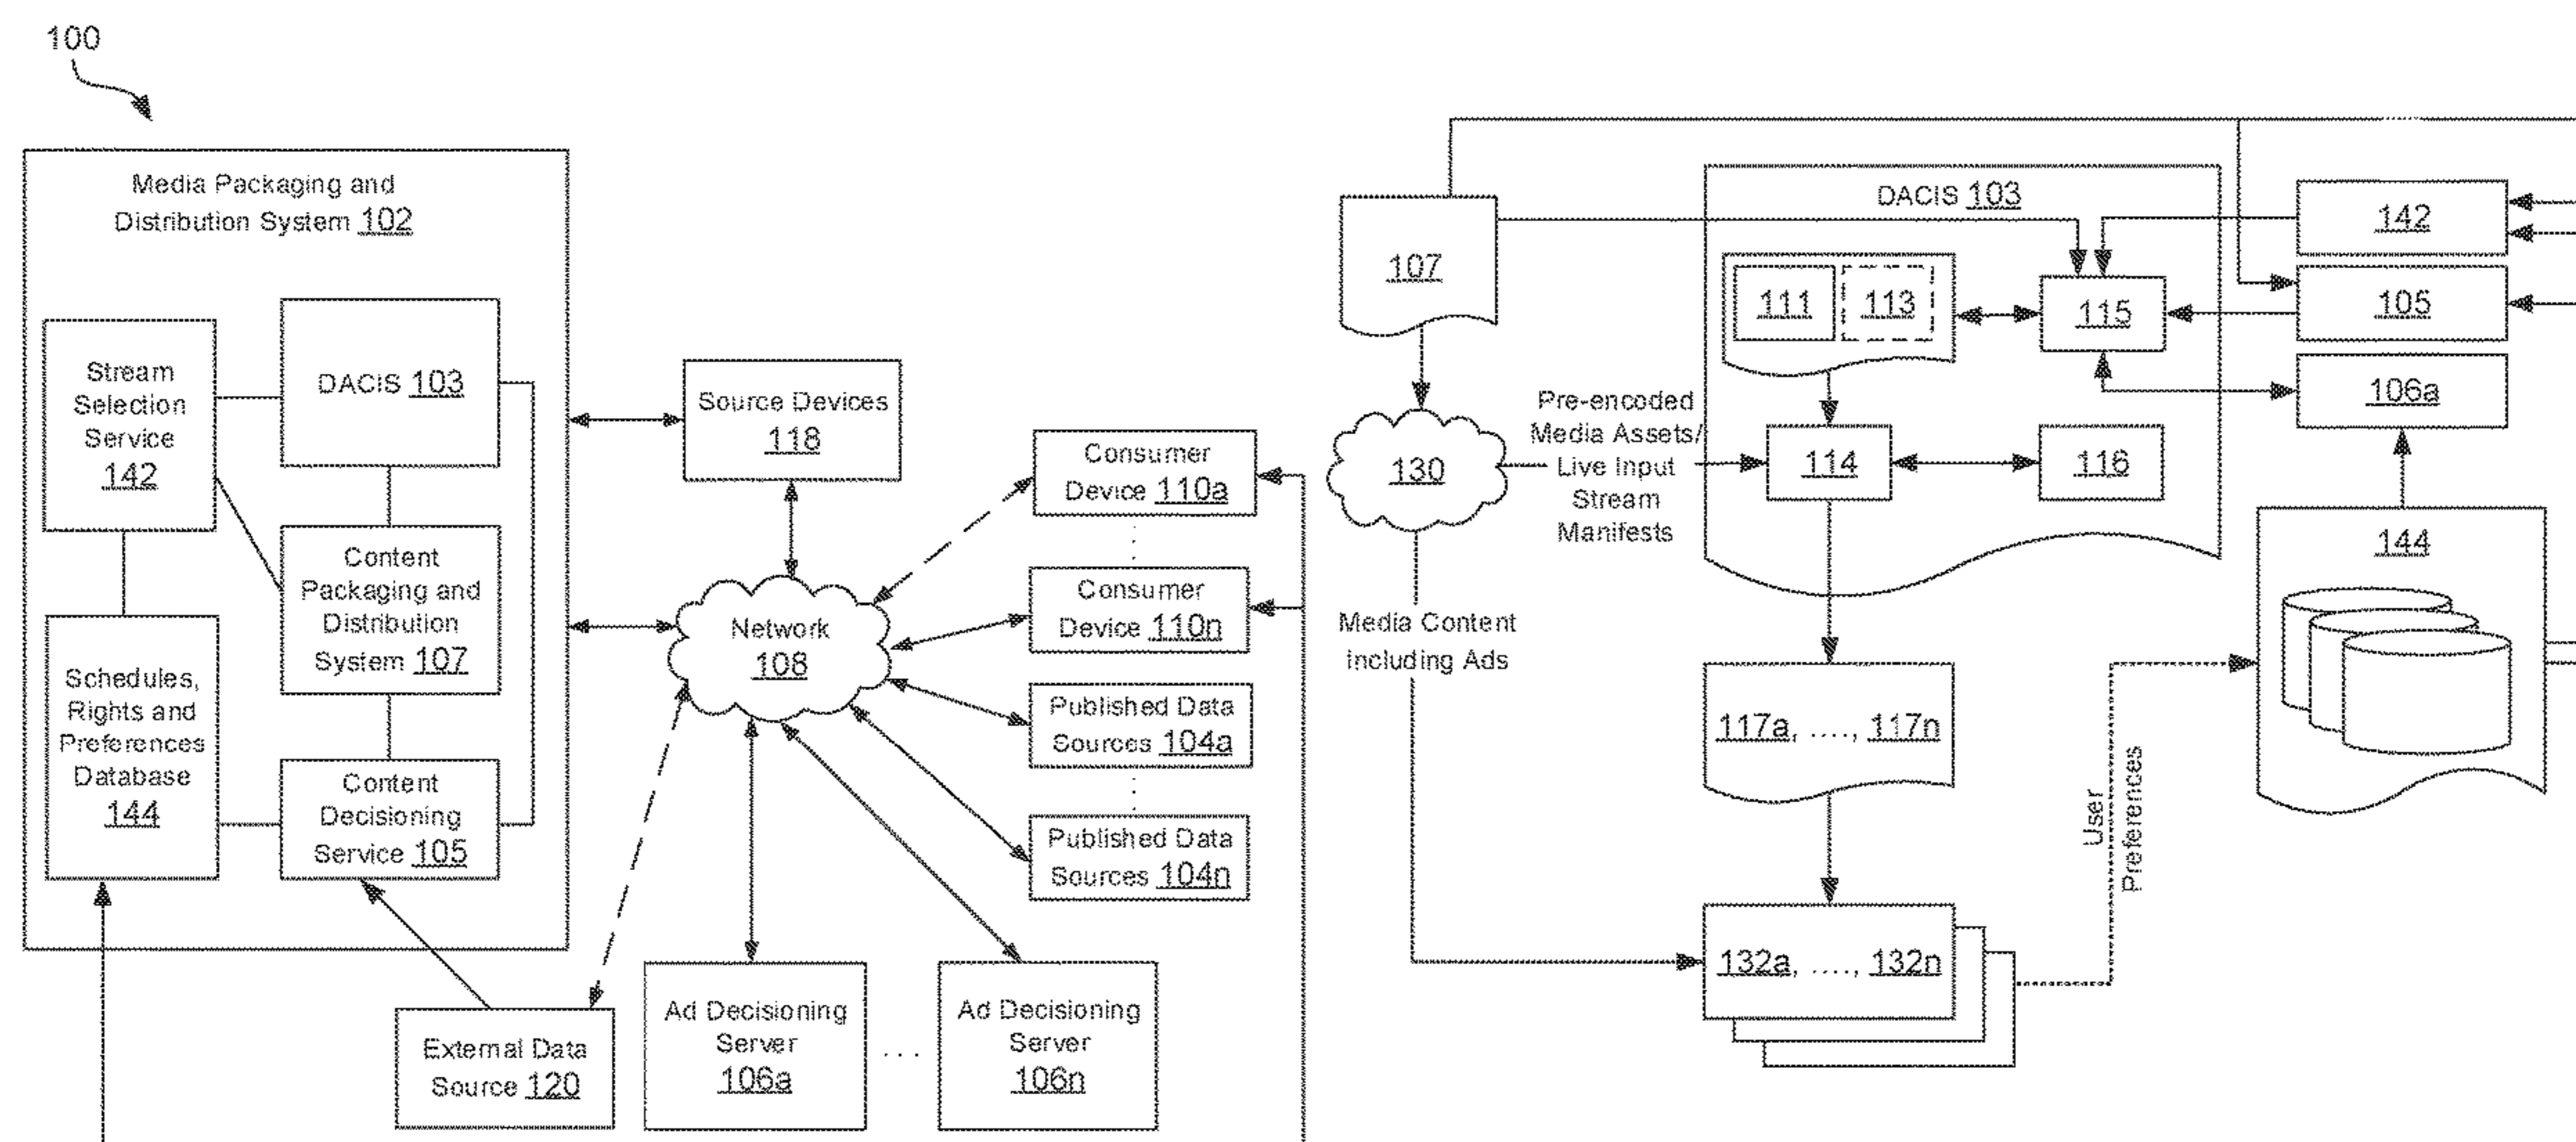 100
Media Packaging and
Distribution System 102
Stream
Selection
Service
142
DACIS 103
Content
Packaging and
Distribution
System 107
Schedules,
Rights and
Preferences
Database
144
Content
Decisioning
Service 105
External Data
Source 120
Source Devices
118
Network
108
Consumer
Device 110a
Consumer
Device 110n
Published Data
Sources 104a
Published Data
Sources 104n
Ad Decisioning
Server
106a
. . .
Ad Decisioning
Server
106n
107
130
Pre-encoded
Media Assets/
Live Input
Stream
Manifests
Media Content
Including Ads
DACIS 103
111
113
115
114
116
117a, ...., 117n
132a, ...., 132n
User
Preferences
142
105
106a
144